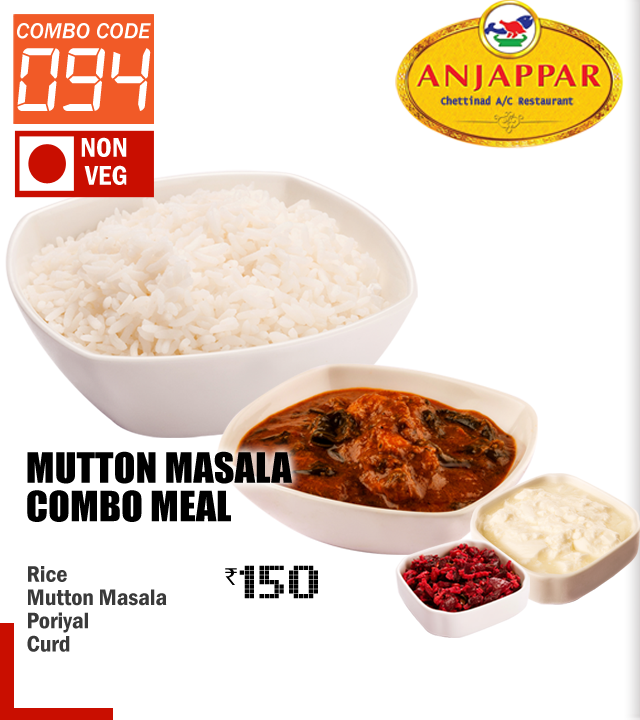 COMBO CODE
094
NON
VEG
ANJAPPAR
Chettinad A/C Restaurant
MUTTON MASALA
COMBO MEAL
Rice
Mutton Masala
Poriyal
Curd
₹150